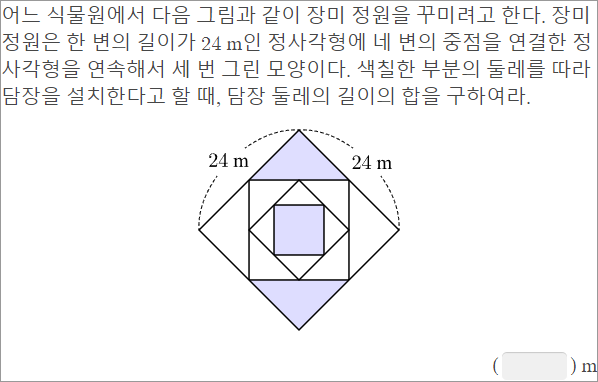 어느 식물원에서 다음 그림과 같이 장미 정원을 꾸미려고 한다. 장미
정원은 한 변의 길이가 24 m인 정사각형에 네 변의 중점을 연결한 정
사각형을 연속해서 세 번 그린 모양이다. 색칠한 부분의 둘레를 따라
담장을 설치한다고 할 때, 담장 둘레의 길이의 합을 구하여라.
24 m 24 m
( ) m